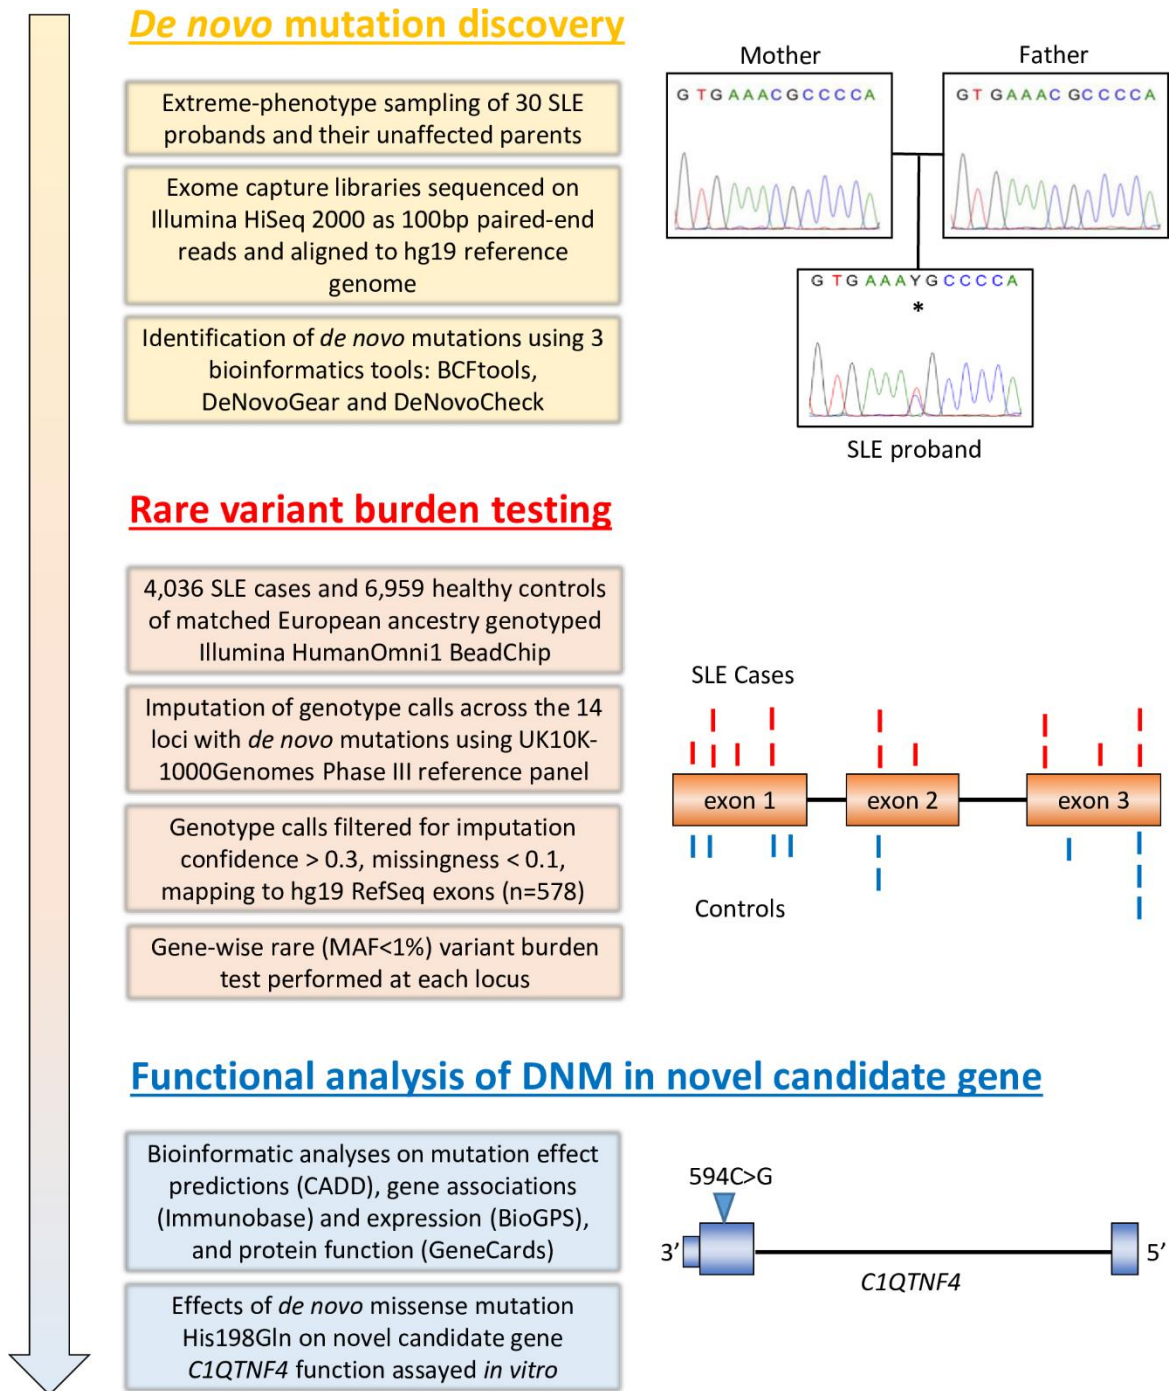 De novo mutation discovery
Extreme-phenotype sampling of 30 SLE
probands and their unaffected parents
Exome capture libraries sequenced on
Illumina HiSeq 2000 as 100bp paired-end
reads and aligned to hg19 reference
genome
Identification of de novo mutations using 3
bioinformatics tools: BCFtools,
DeNovoGear and DeNovoCheck
Mother
Father
G T G A A A C G C C C C A
G T G A A A C G C C C C A
G T G A A A Y G C C C C A
*
SLE proband
Rare variant burden testing
4,036 SLE cases and 6,959 healthy controls
of matched European ancestry genotyped
Illumina HumanOmni1 BeadChip
Imputation of genotype calls across the 14
loci with de novo mutations using UK10K-
1000Genomes Phase III reference panel
Genotype calls filtered for imputation
confidence > 0.3, missingness < 0.1,
mapping to hg19 RefSeq exons (n=578)
Gene-wise rare (MAF<1%) variant burden
test performed at each locus
SLE Cases
exon 1
exon 2
exon 3
Controls
Functional analysis of DNM in novel candidate gene
Bioinformatic analyses on mutation effect
predictions (CADD), gene associations
(Immunobase) and expression (BioGPS),
and protein function (GeneCards)
Effects of de novo missense mutation
His198Gln on novel candidate gene
C1QTNF4 function assayed in vitro
594C>G
3’
5’
C1QTNF4